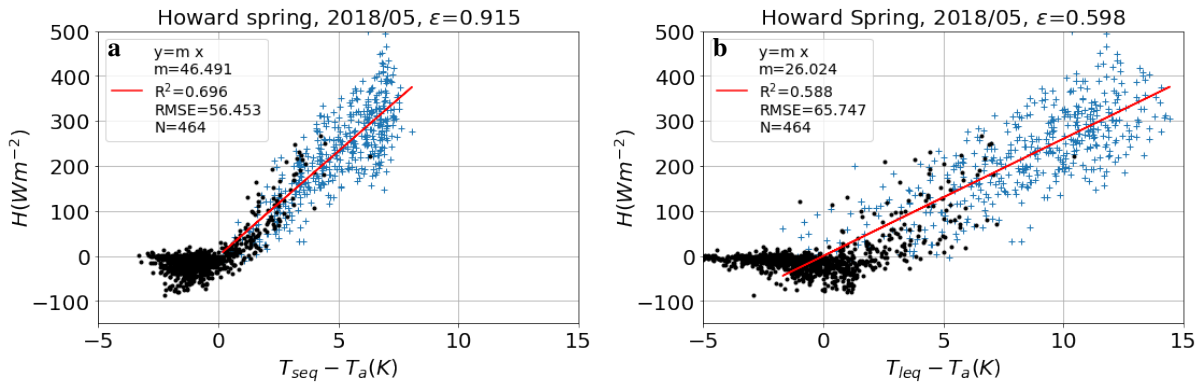 Howard spring, 2018/05, ε=0.915
a
y=m x
m=46.491
R²=0.696
RMSE=56.453
N=464
500
400
300
200
100
0
−100
H(Wm⁻²)
−5
0
5
10
15
T_seq − T_a(K)
Howard Spring, 2018/05, ε=0.598
b
y=m x
m=26.024
R²=0.588
RMSE=65.747
N=464
500
400
300
200
100
0
−100
H(Wm⁻²)
−5
0
5
10
15
T_leq − T_a(K)